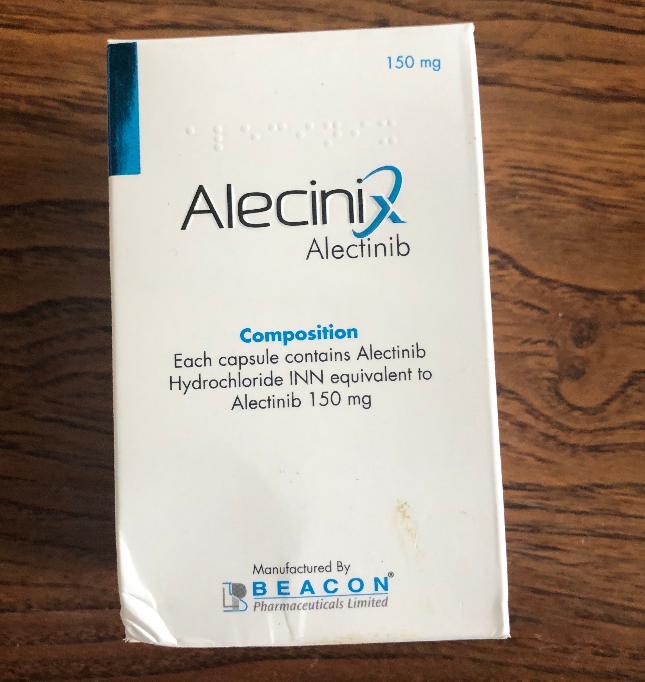 150 mg
Alecinix
Alectinib
Composition
Each capsule contains Alectinib
Hydrochloride INN equivalent to
Alectinib 150 mg
Manufactured By
BEACON®
Pharmaceuticals Limited